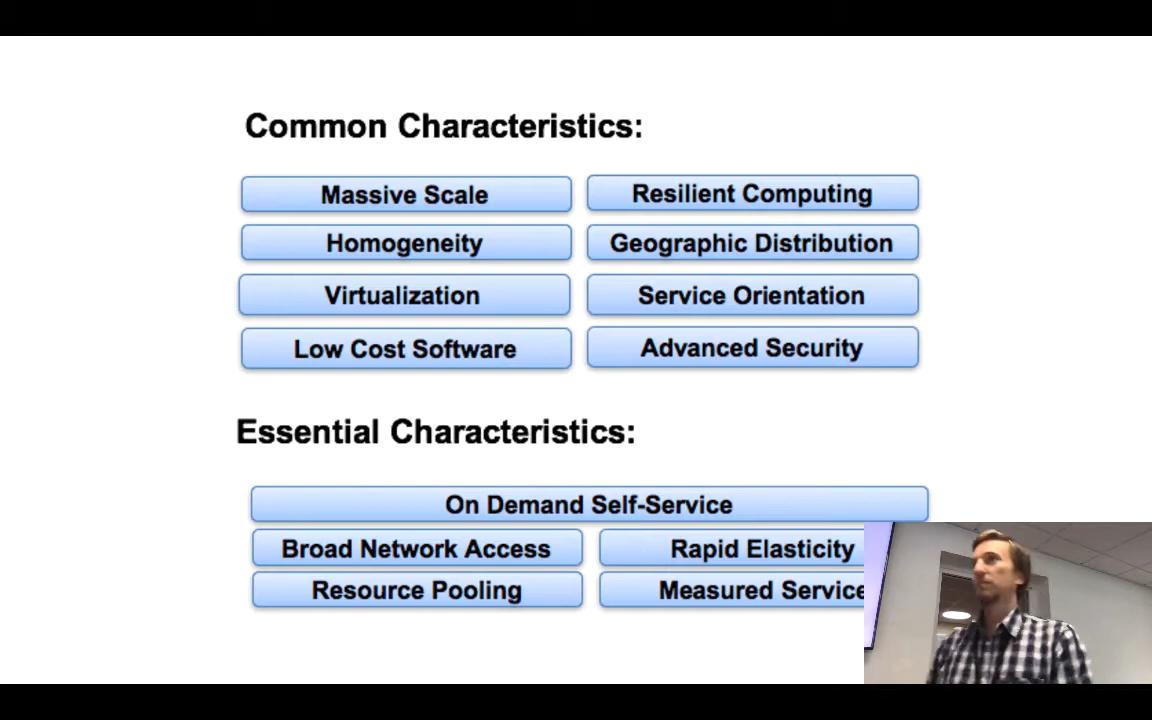 Common Characteristics:
Massive Scale
Resilient Computing
Homogeneity
Geographic Distribution
Virtualization
Service Orientation
Low Cost Software
Advanced Security
Essential Characteristics:
On Demand Self-Service
Broad Network Access
Rapid Elasticity
Resource Pooling
Measured Service